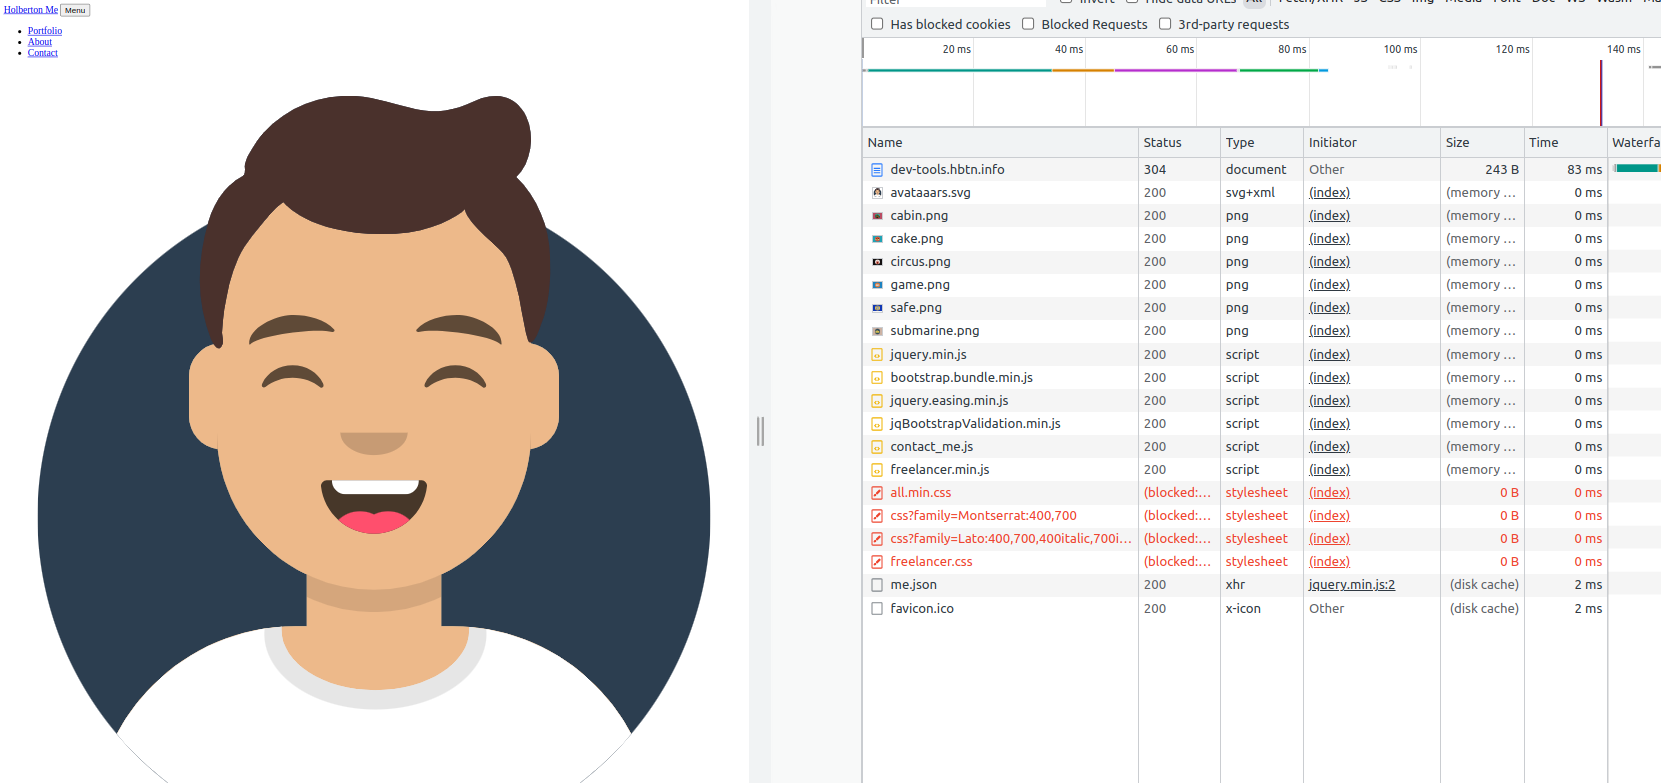 Holberton Me Menu
Portfolio
About
Contact
Has blocked cookies Blocked Requests 3rd-party requests
20 ms 40 ms 60 ms 80 ms 100 ms 120 ms 140 ms
Name Status Type Initiator Size Time Waterfa
dev-tools.hbtn.info 304 document Other 243 B 83 ms
avataaars.svg 200 svg+xml (index) (memory ... 0 ms
cabin.png 200 png (index) (memory ... 0 ms
cake.png 200 png (index) (memory ... 0 ms
circus.png 200 png (index) (memory ... 0 ms
game.png 200 png (index) (memory ... 0 ms
safe.png 200 png (index) (memory ... 0 ms
submarine.png 200 png (index) (memory ... 0 ms
jquery.min.js 200 script (index) (memory ... 0 ms
bootstrap.bundle.min.js 200 script (index) (memory ... 0 ms
jquery.easing.min.js 200 script (index) (memory ... 0 ms
jqBootstrapValidation.min.js 200 script (index) (memory ... 0 ms
contact_me.js 200 script (index) (memory ... 0 ms
freelancer.min.js 200 script (index) (memory ... 0 ms
all.min.css (blocked:... stylesheet (index) 0 B 0 ms
css?family=Montserrat:400,700 (blocked:... stylesheet (index) 0 B 0 ms
css?family=Lato:400,700,400italic,700i... (blocked:... stylesheet (index) 0 B 0 ms
freelancer.css (blocked:... stylesheet (index) 0 B 0 ms
me.json 200 xhr jquery.min.js:2 (disk cache) 2 ms
favicon.ico 200 x-icon Other (disk cache) 2 ms